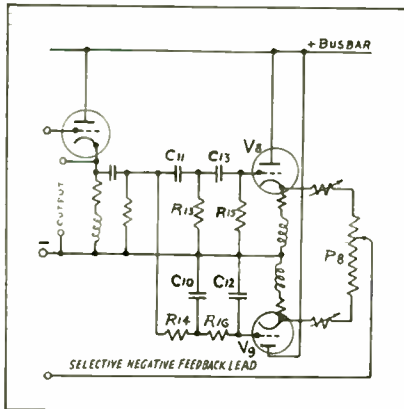 + BUSBAR
V8
C11 C13
R13 R15
OUTPUT
−
P8
C10 C12
R14 R16
V9
SELECTIVE NEGATIVE FEEDBACK LEAD